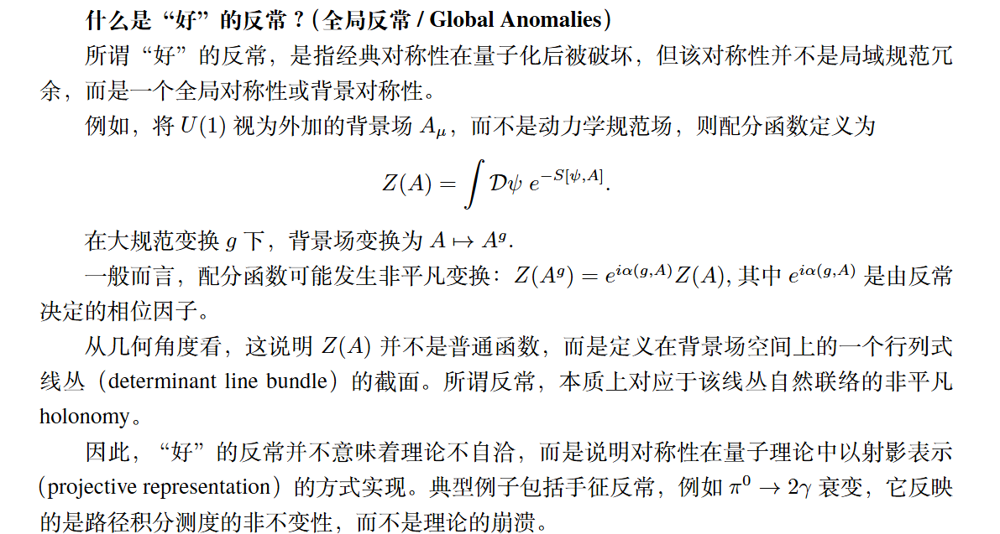 什么是“好”的反常？(全局反常 / Global Anomalies)
所谓“好”的反常，是指经典对称性在量子化后被破坏，但该对称性并不是局域规范冗
余，而是一个全局对称性或背景对称性。
例如，将 U(1) 视为外加的背景场 A_μ，而不是动力学规范场，则配分函数定义为
Z(A) = ∫ Dψ e^{-S[ψ,A]}.
在大规范变换 g 下，背景场变换为 A ↦ A^g.
一般而言，配分函数可能发生非平凡变换：Z(A^g) = e^{iα(g,A)}Z(A), 其中 e^{iα(g,A)} 是由反常
决定的相位因子。
从几何角度看，这说明 Z(A) 并不是普通函数，而是定义在背景场空间上的一个行列式
线丛（determinant line bundle）的截面。所谓反常，本质上对应于该线丛自然联络的非平凡
holonomy。
因此，“好”的反常并不意味着理论不自洽，而是说明对称性在量子理论中以射影表示
（projective representation）的方式实现。典型例子包括手征反常，例如 π^0 → 2γ 衰变，它反映
的是路径积分测度的非不变性，而不是理论的崩溃。